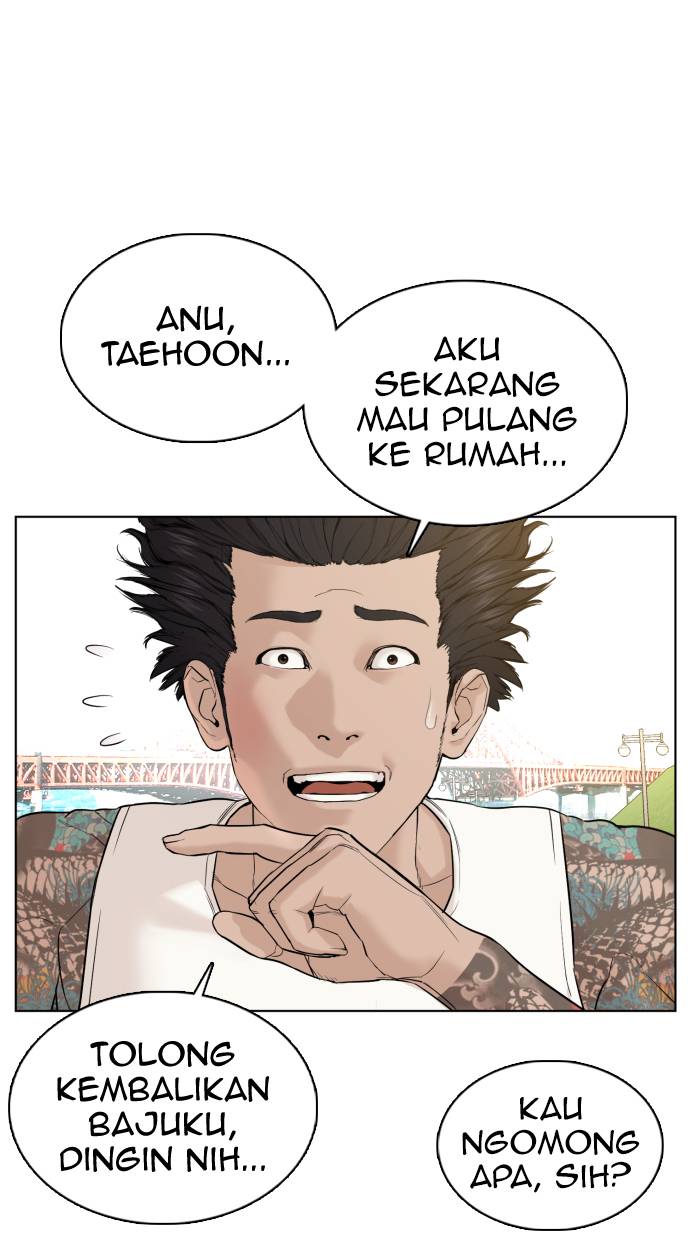 ANU,
TAEHOON...
AKU
SEKARANG
MAU PULANG
KE RUMAH...
TOLONG
KEMBALIKAN
BAJUKU,
DINGIN NIH...
KAU
NGOMONG
APA, SIH?